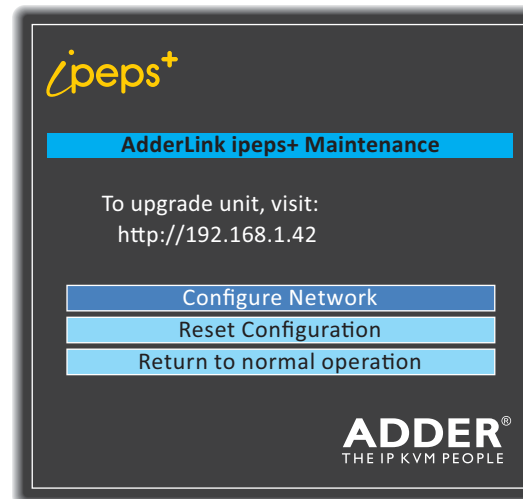 ipeps+
AdderLink ipeps+ Maintenance
To upgrade unit, visit:
http://192.168.1.42
Configure Network
Reset Configuration
Return to normal operation
ADDER®
THE IP KVM PEOPLE